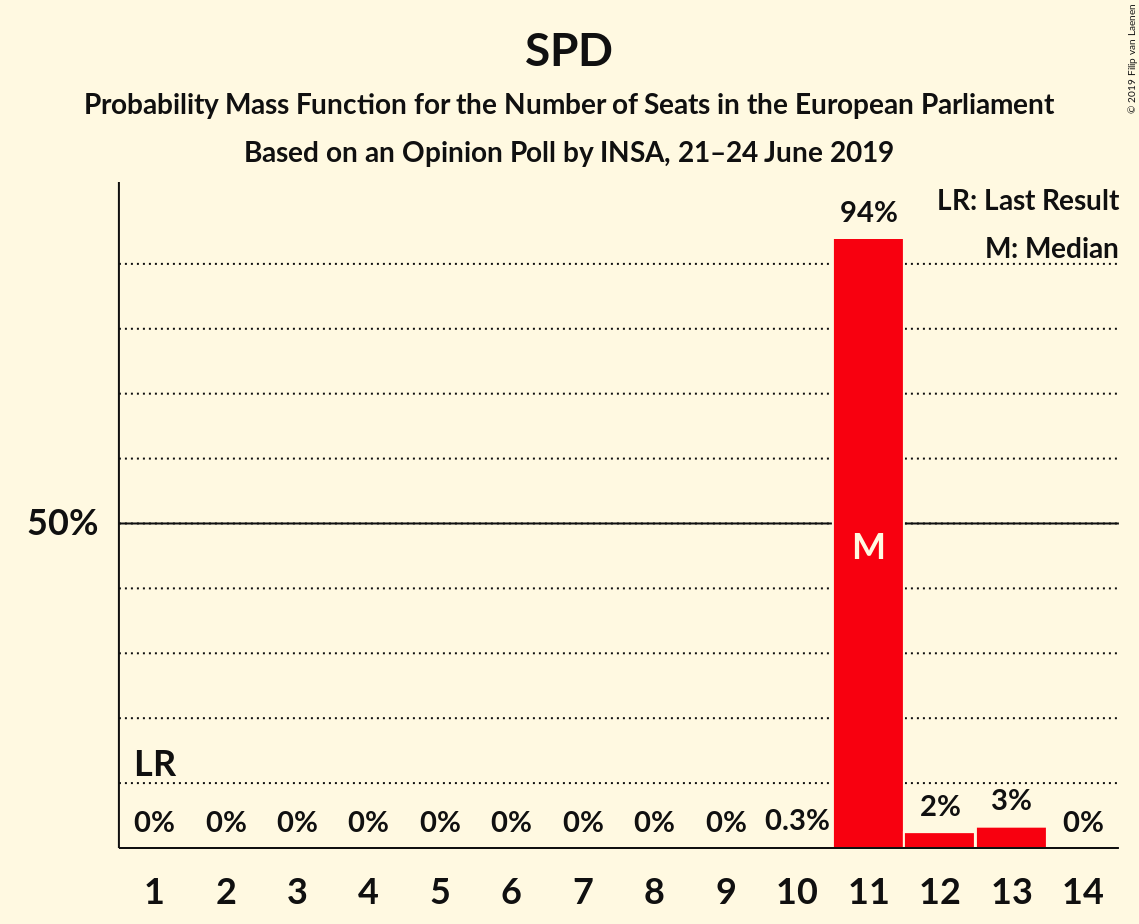 SPD
Probability Mass Function for the Number of Seats in the European Parliament
Based on an Opinion Poll by INSA, 21–24 June 2019
© 2019 Filip van Laenen
LR: Last Result
M: Median
94%
50%
M
LR
0% 0% 0% 0% 0% 0% 0% 0% 0% 0.3% 2% 3% 0%
1 2 3 4 5 6 7 8 9 10 11 12 13 14